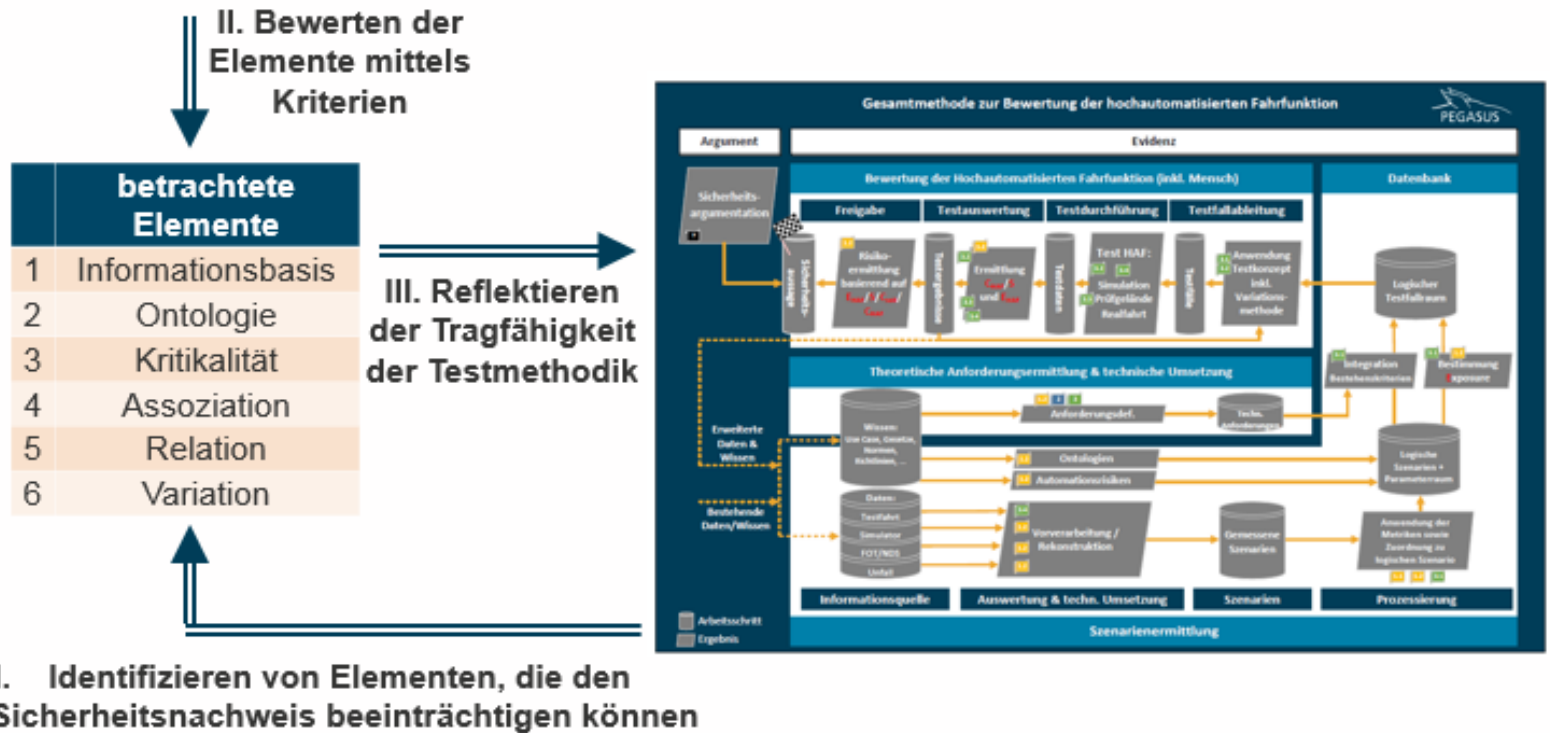 II. Bewerten der
Elemente mittels
Kriterien
betrachtete
Elemente
1 Informationsbasis
2 Ontologie
3 Kritikalität
4 Assoziation
5 Relation
6 Variation
III. Reflektieren
der Tragfähigkeit
der Testmethodik
I. Identifizieren von Elementen, die den
Sicherheitsnachweis beeinträchtigen können
Gesamtmethode zur Bewertung der hochautomatisierten Fahrfunktion
PEGASUS
Argument
Evidenz
Sicherheits-
argumentation
Bewertung der Hochautomatisierten Fahrfunktion (inkl. Mensch)
Datenbank
Freigabe
Testauswertung
Testdurchführung
Testfallableitung
Sicherheits-
aussage
Risiko-
ermittlung
basierend auf
Testergebnisse
Ermittlung
und
Testdaten
Test HAF:
Simulation
Prüfgelände
Realfahrt
Testfälle
Anwendung
Testkonzept
inkl.
Variations-
methode
Logischer
Testfallraum
Integration
Bestehenskriterien
Bestimmung
Exposure
Theoretische Anforderungsermittlung & technische Umsetzung
Wissen:
Use Case, Gesetze,
Normen,
Richtlinien, ...
Anforderungsdef.
Techn.
Anforderungen
Erweiterte
Daten &
Wissen
Ontologien
Automationsrisiken
Logische
Szenarien +
Parameterraum
Bestehende
Daten/Wissen
Daten:
Testfahrt
Simulator
FOT/NDS
Unfall
Vorverarbeitung /
Rekonstruktion
Gemessene
Szenarien
Anwendung der
Metriken sowie
Zuordnung zu
logischen Szenario
Informationsquelle
Auswertung & techn. Umsetzung
Szenarien
Prozessierung
Arbeitsschritt
Ergebnis
Szenarienermittlung